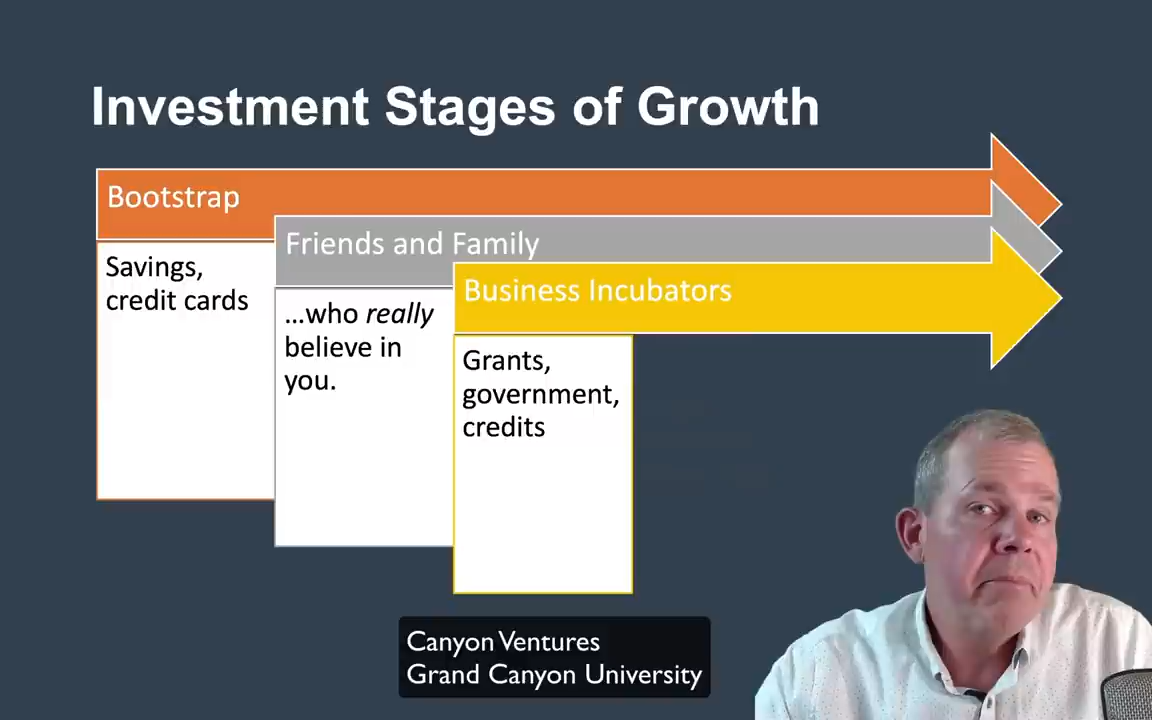 Investment Stages of Growth
Bootstrap
Savings,
credit cards
Friends and Family
...who really
believe in
you.
Business Incubators
Grants,
government,
credits
Canyon Ventures
Grand Canyon University